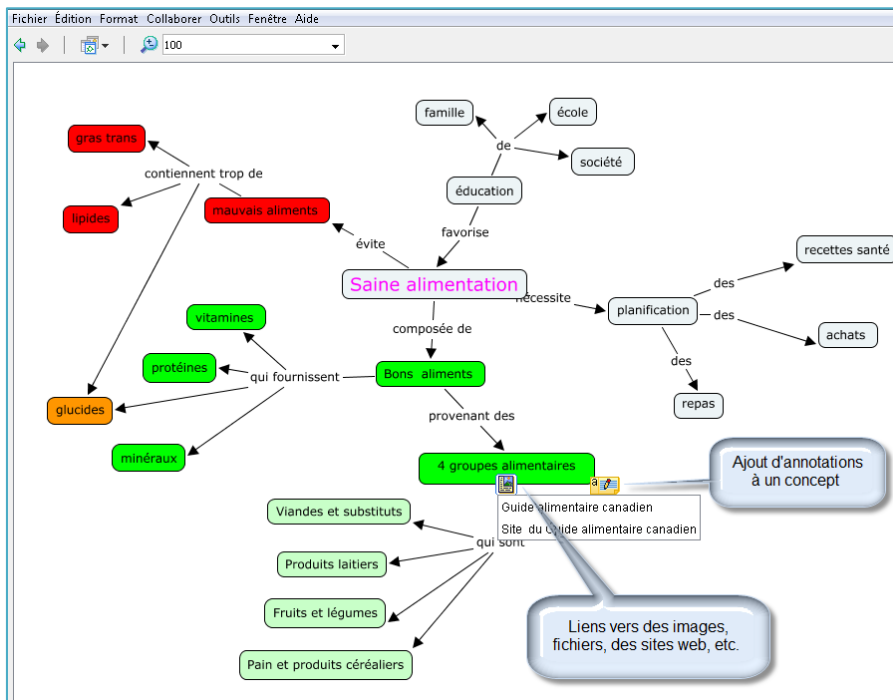 Fichier Édition Format Collaborer Outils Fenêtre Aide
100
famille
école
de
société
éducation
favorise
gras trans
contiennent trop de
lipides
mauvais aliments
évite
Saine alimentation
nécessite
planification
des
recettes santé
des
achats
des
repas
composée de
vitamines
protéines
qui fournissent
Bons aliments
glucides
minéraux
provenant des
4 groupes alimentaires
a
Guide alimentaire canadien
Site du Guide alimentaire canadien
qui sont
Viandes et substituts
Produits laitiers
Fruits et légumes
Pain et produits céréaliers
Ajout d'annotations
à un concept
Liens vers des images,
fichiers, des sites web, etc.